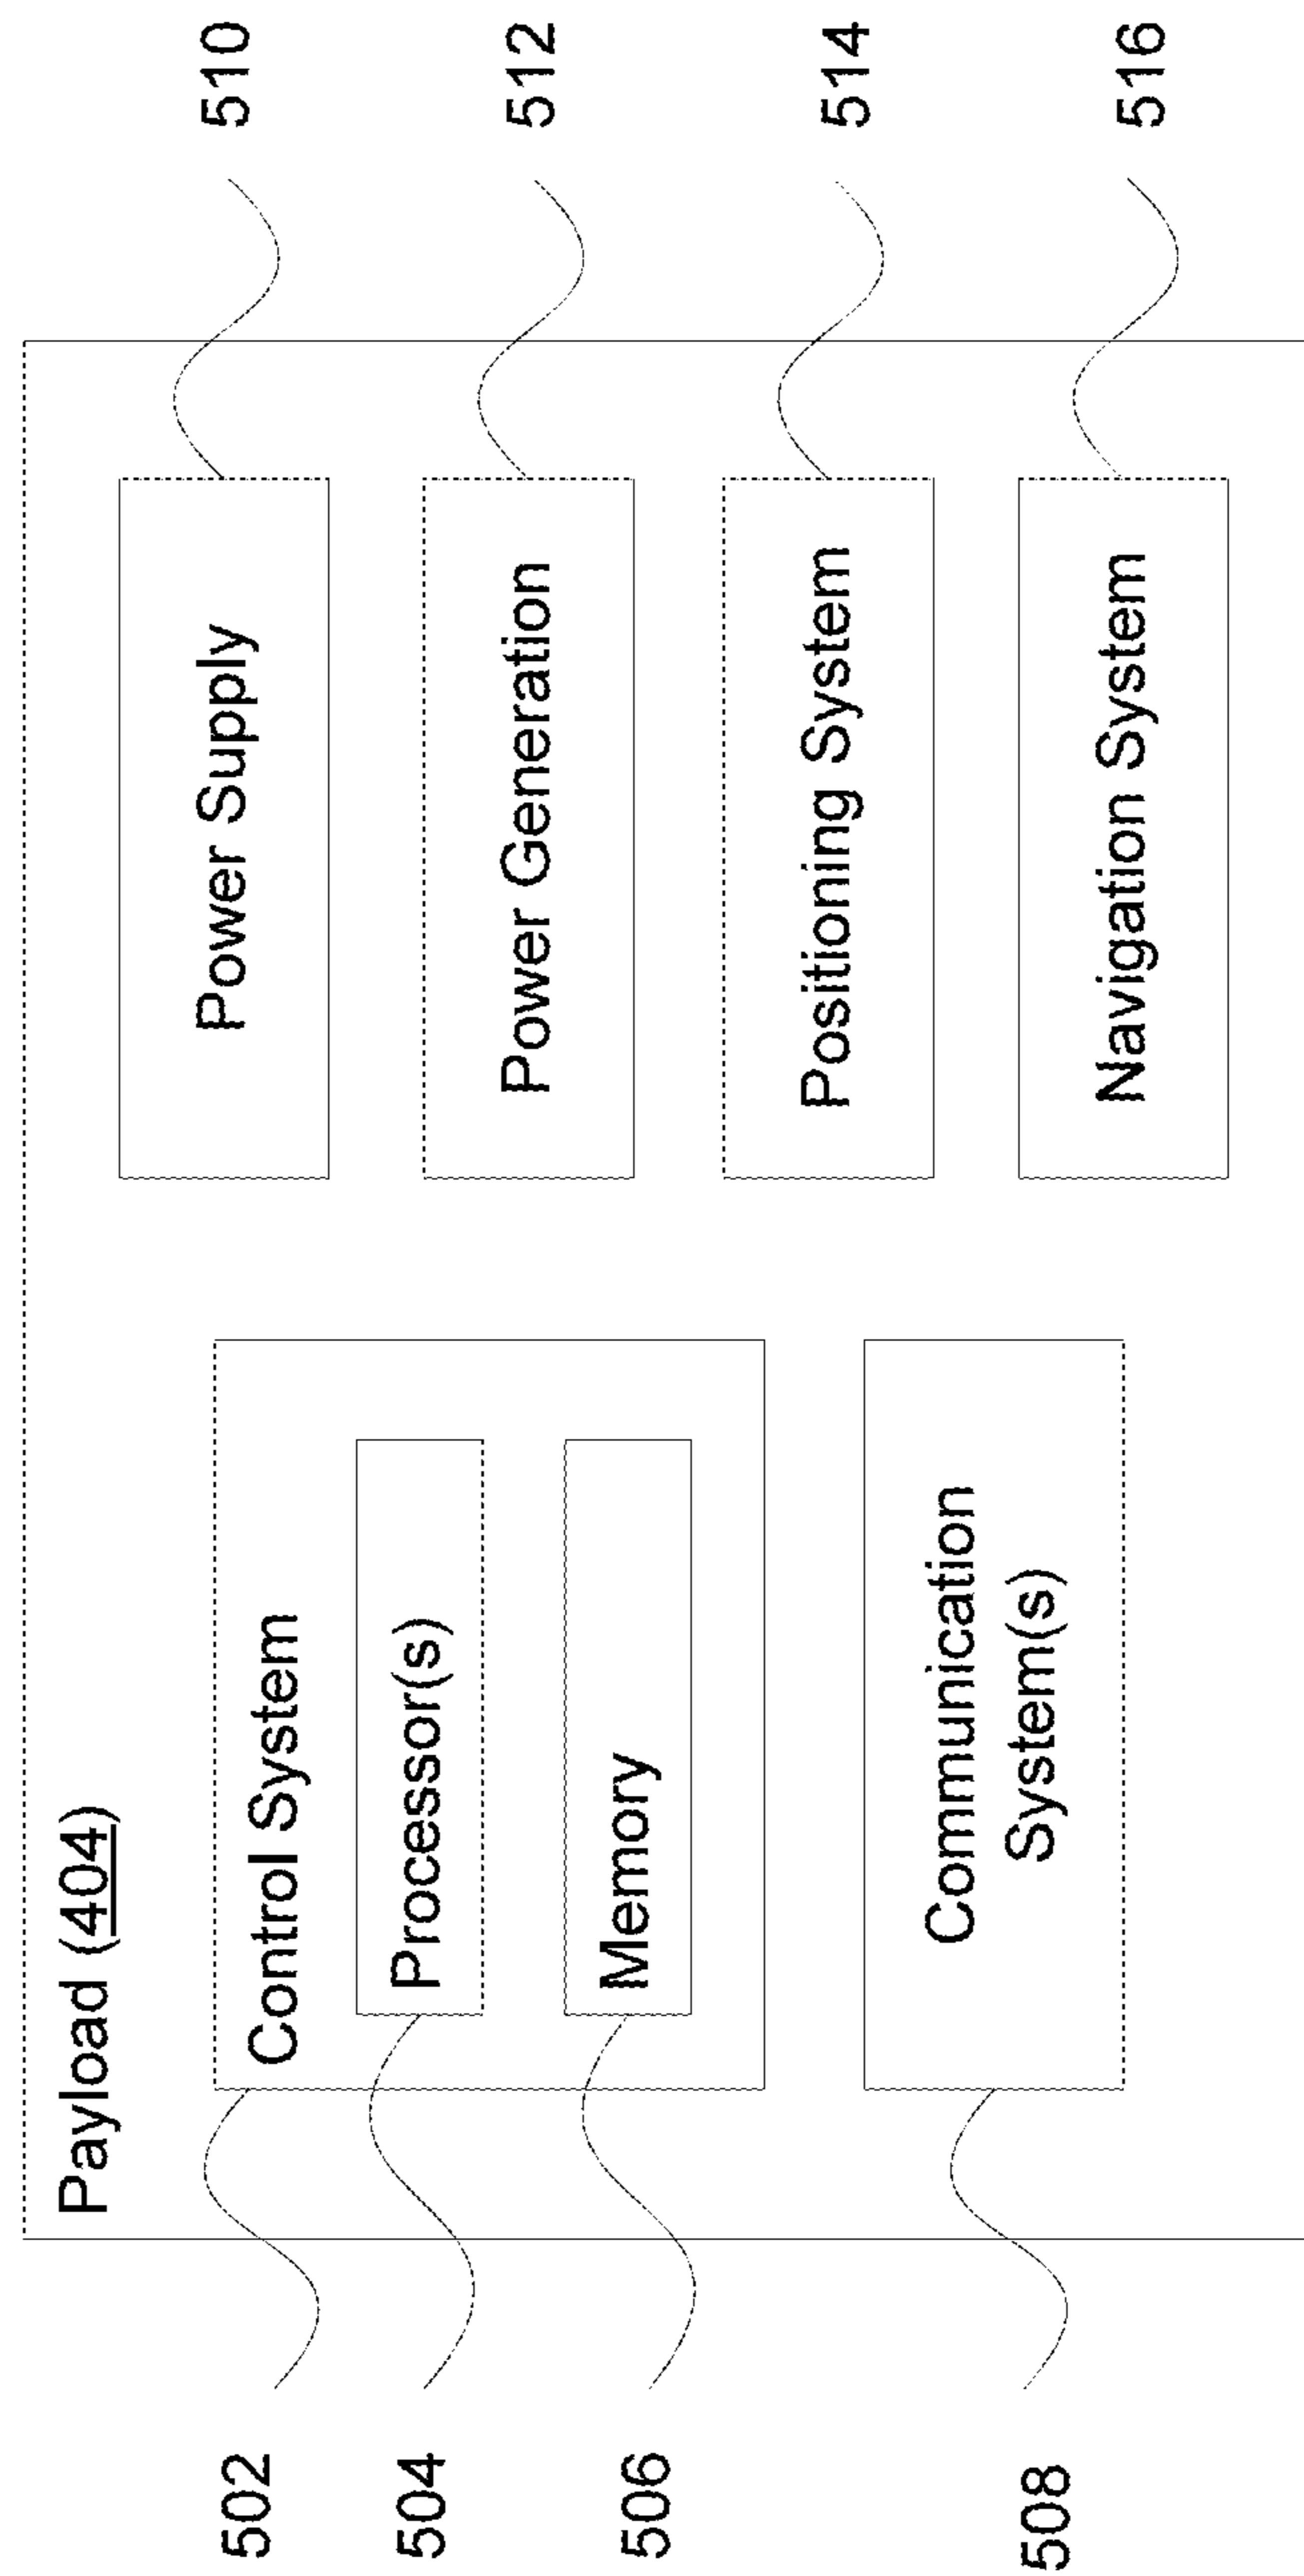 Payload (404)
502
Control System
504
Processor(s)
506
Memory
508
Communication
System(s)
Power Supply
510
Power Generation
512
Positioning System
514
Navigation System
516